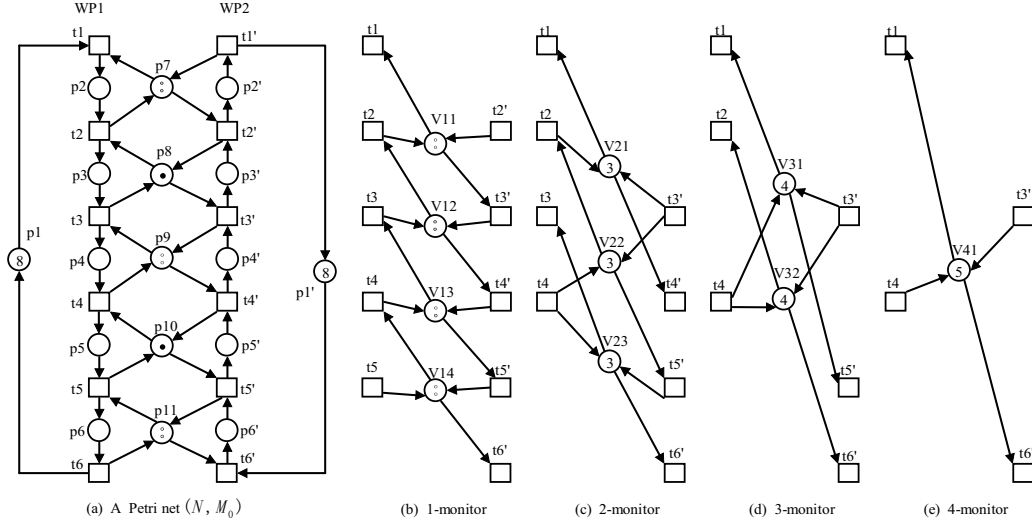 WP1 WP2
t1 t1' t1 t1 t1 t1
p7
p2 p2'
V11
t2 t2' t2 t2' t2 t2
p8 V21 V31
p3 p3'
t3 t3' t3 V12 t3' t3 t3' t3' t3'
p1 p9 V22 V41
8 p4 p4' 8 3 4 5
p1'
t4 t4' t4 V13 t4' t4 t4' t4 V32 t4
p10 V23
p5 p5'
t5 t5' t5 V14 t5' t5' t5'
p11
p6 p6'
t6 t6' t6' t6' t6' t6'
3 3 3 4
(a) A Petri net (N, M0) (b) 1-monitor (c) 2-monitor (d) 3-monitor (e) 4-monitor